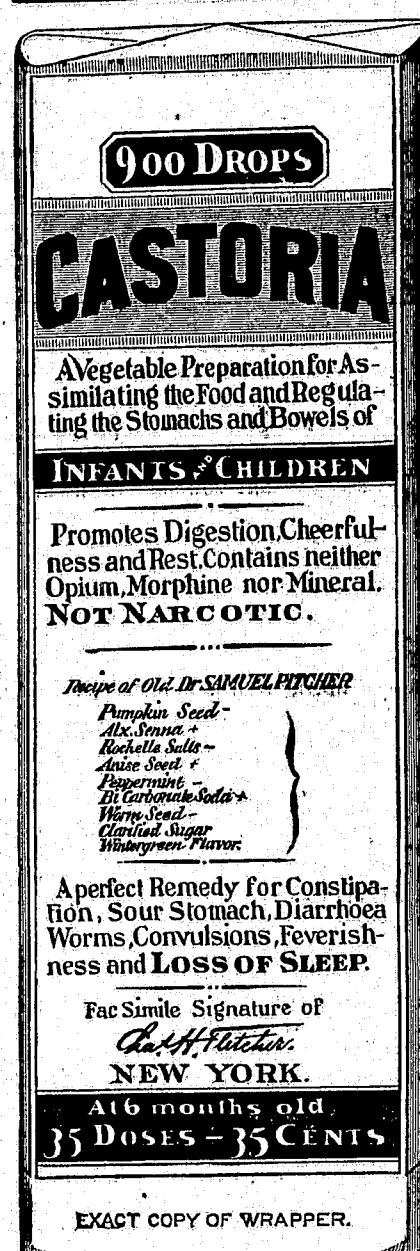 900 DROPS
CASTORIA
A Vegetable Preparation for As-
similating the Food and Regula-
ting the Stomachs and Bowels of
INFANTS AND CHILDREN
Promotes Digestion, Cheerful-
ness and Rest. Contains neither
Opium, Morphine nor Mineral.
NOT NARCOTIC.
Recipe of Old Dr SAMUEL PITCHER
Pumpkin Seed -
Alx. Senna +
Rochelle Salts -
Anise Seed +
Peppermint -
Bi Carbonate Soda +
Worm Seed -
Clarified Sugar
Wintergreen Flavor.
A perfect Remedy for Constipa-
tion, Sour Stomach, Diarrhoea
Worms, Convulsions, Feverish-
ness and LOSS OF SLEEP.
Fac Simile Signature of
Chas. H. Fletcher.
NEW YORK.
At 6 months old
35 DOSES - 35 CENTS
EXACT COPY OF WRAPPER.